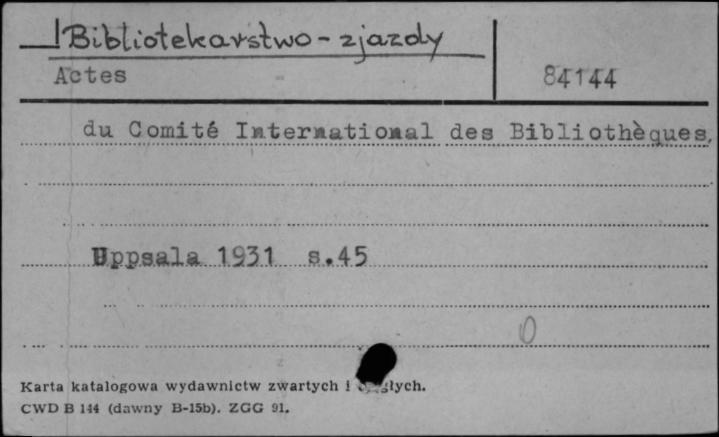 Bibliotekarstwo - zjazdy
Actes 84144
du Comité International des Bibliothèques.
Uppsala 1931 s.45
0
Karta katalogowa wydawnictw zwartych i
CWD B 144 (dawny B-15b). ZGG 91.